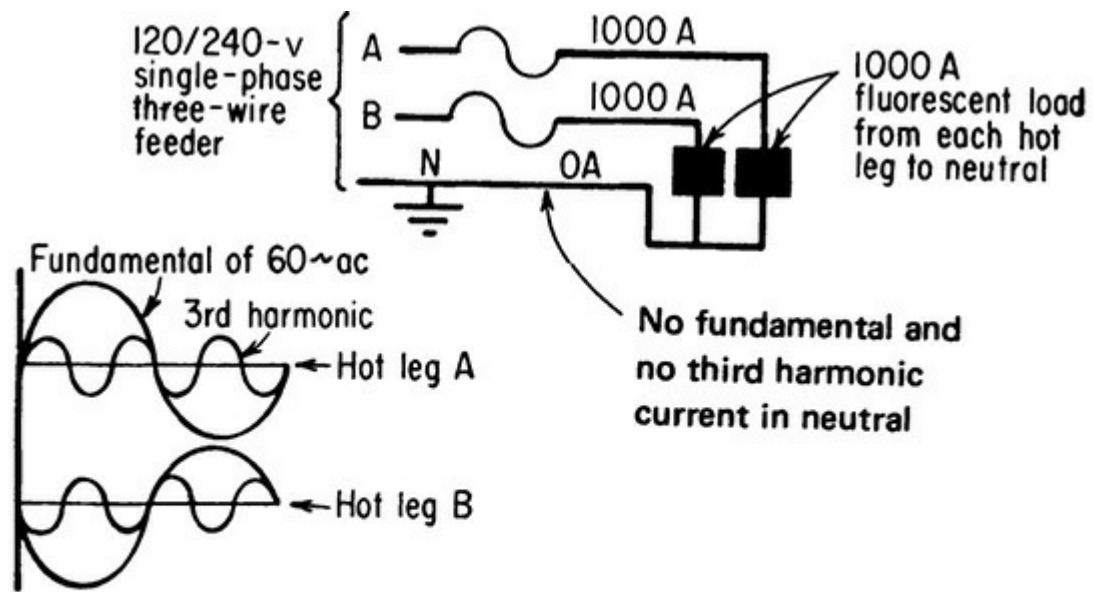 120/240-v
single-phase
three-wire
feeder
A
1000 A
B
1000 A
N
OA
1000 A
fluorescent load
from each hot
leg to neutral
Fundamental of 60~ac
3rd harmonic
Hot leg A
No fundamental and
no third harmonic
current in neutral
Hot leg B